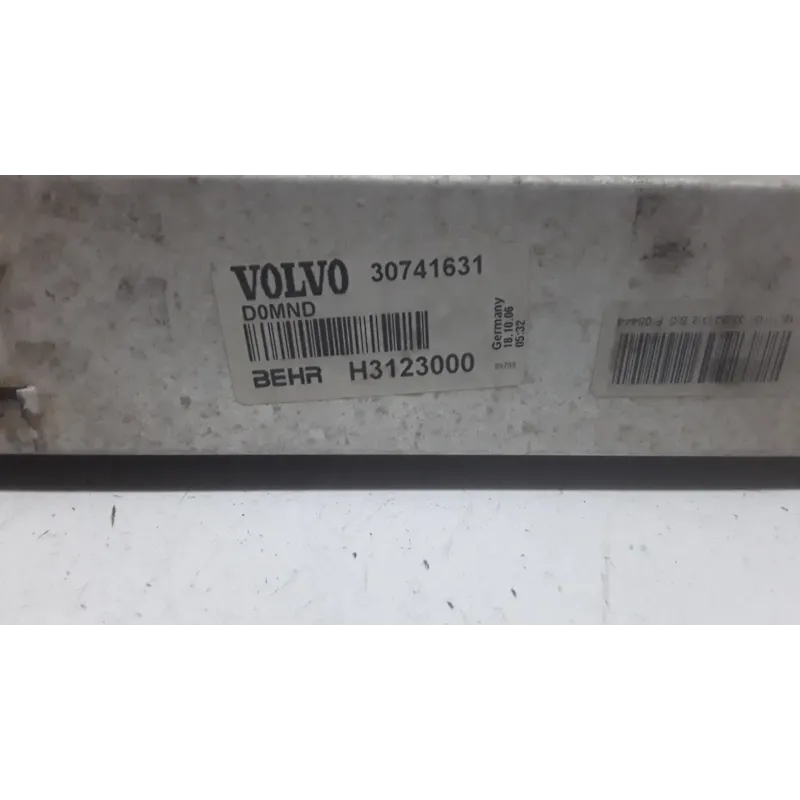 VOLVO 30741631
D0MND
BEHR H3123000
Germany
18.10.06
05:32